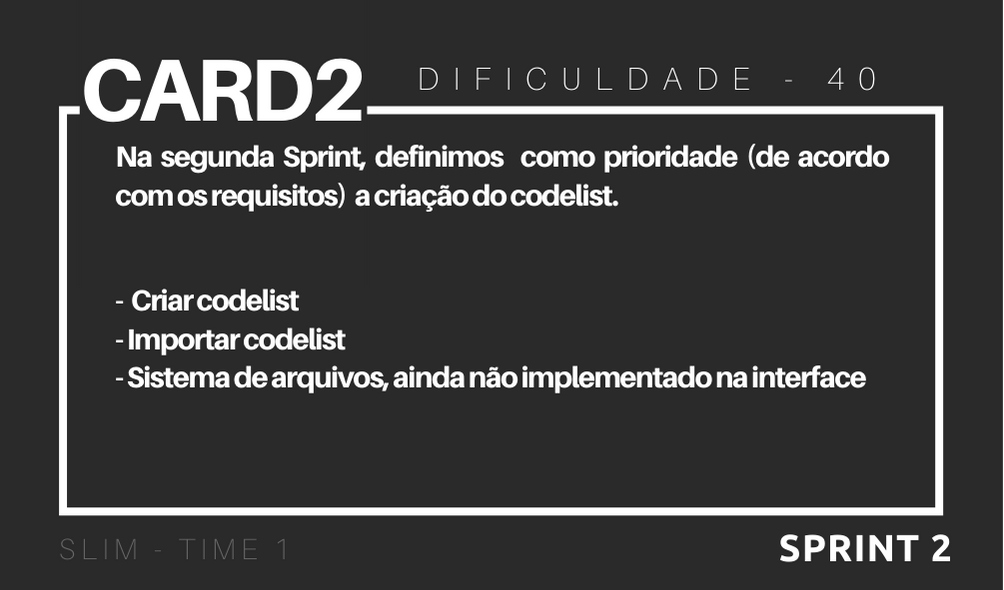 CARD2
DIFICULDADE - 40
Na segunda Sprint, definimos como prioridade (de acordo
com os requisitos) a criação do codelist.
- Criar codelist
- Importar codelist
- Sistema de arquivos, ainda não implementado na interface
SLIM - TIME 1
SPRINT 2